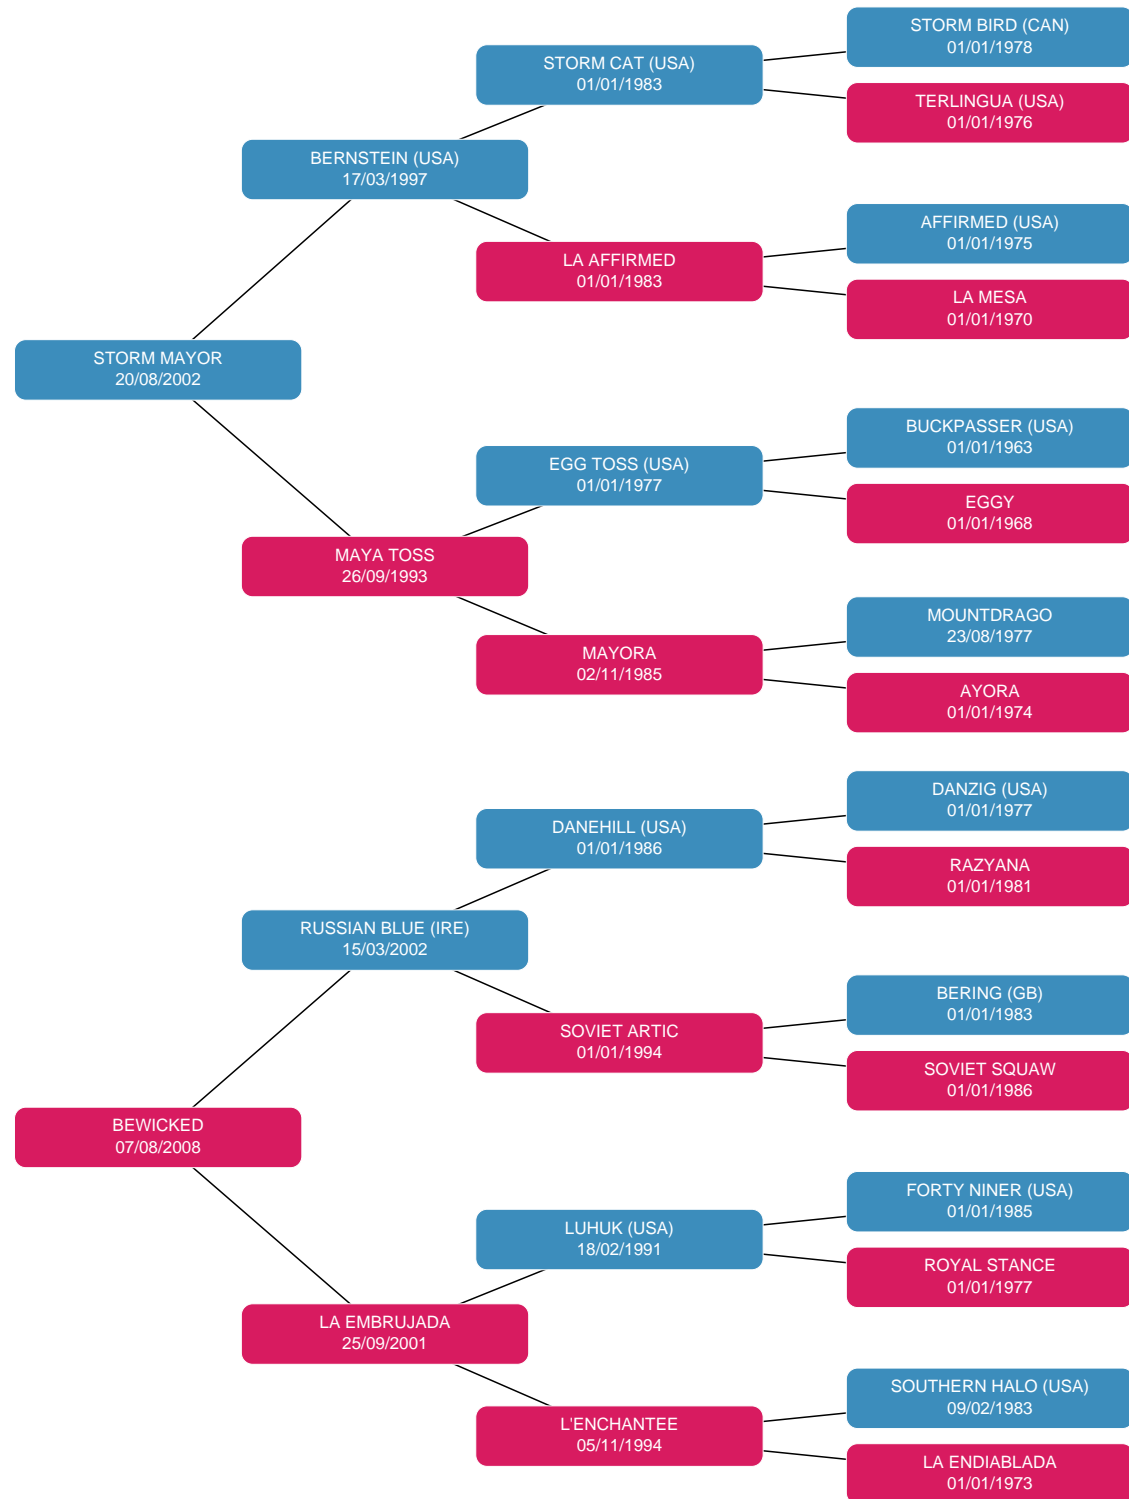 STORM BIRD (CAN)
01/01/1978
STORM CAT (USA)
01/01/1983
TERLINGUA (USA)
01/01/1976
BERNSTEIN (USA)
17/03/1997
AFFIRMED (USA)
01/01/1975
LA AFFIRMED
01/01/1983
LA MESA
01/01/1970
STORM MAYOR
20/08/2002
BUCKPASSER (USA)
01/01/1963
EGG TOSS (USA)
01/01/1977
EGGY
01/01/1968
MAYA TOSS
26/09/1993
MOUNTDRAGO
23/08/1977
MAYORA
02/11/1985
AYORA
01/01/1974
DANZIG (USA)
01/01/1977
DANEHILL (USA)
01/01/1986
RAZYANA
01/01/1981
RUSSIAN BLUE (IRE)
15/03/2002
BERING (GB)
01/01/1983
SOVIET ARTIC
01/01/1994
SOVIET SQUAW
01/01/1986
BEWICKED
07/08/2008
FORTY NINER (USA)
01/01/1985
LUHUK (USA)
18/02/1991
ROYAL STANCE
01/01/1977
LA EMBRUJADA
25/09/2001
SOUTHERN HALO (USA)
09/02/1983
L'ENCHANTEE
05/11/1994
LA ENDIABLADA
01/01/1973